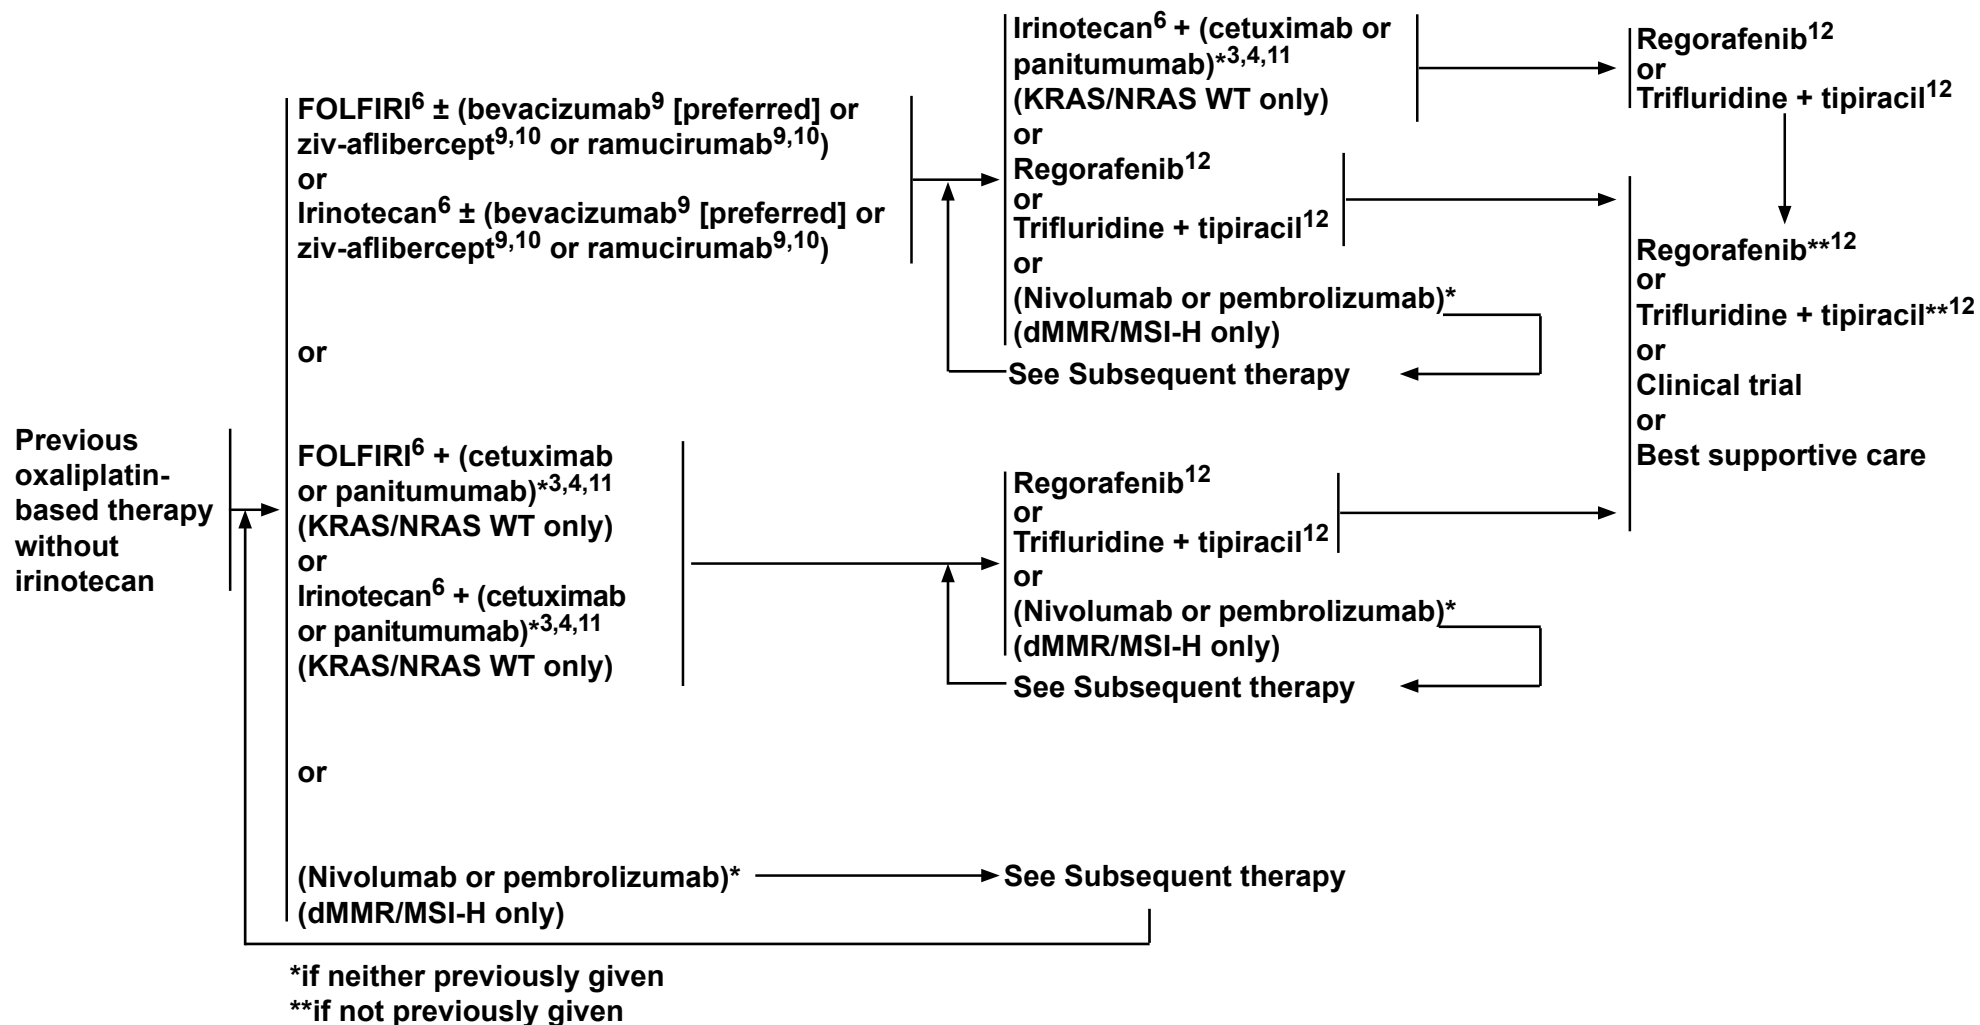 Previous
oxaliplatin-
based therapy
without
irinotecan
FOLFIRI6 ± (bevacizumab9 [preferred] or
ziv-aflibercept9,10 or ramucirumab9,10)
or
Irinotecan6 ± (bevacizumab9 [preferred] or
ziv-aflibercept9,10 or ramucirumab9,10)
or
FOLFIRI6 + (cetuximab
or panitumumab)*3,4,11
(KRAS/NRAS WT only)
or
Irinotecan6 + (cetuximab
or panitumumab)*3,4,11
(KRAS/NRAS WT only)
or
(Nivolumab or pembrolizumab)*
(dMMR/MSI-H only)
Irinotecan6 + (cetuximab or
panitumumab)*3,4,11
(KRAS/NRAS WT only)
or
Regorafenib12
or
Trifluridine + tipiracil12
or
(Nivolumab or pembrolizumab)*
(dMMR/MSI-H only)
See Subsequent therapy
Regorafenib12
or
Trifluridine + tipiracil12
or
(Nivolumab or pembrolizumab)*
(dMMR/MSI-H only)
See Subsequent therapy
See Subsequent therapy
Regorafenib12
or
Trifluridine + tipiracil12
Regorafenib**12
or
Trifluridine + tipiracil**12
or
Clinical trial
or
Best supportive care
*if neither previously given
**if not previously given